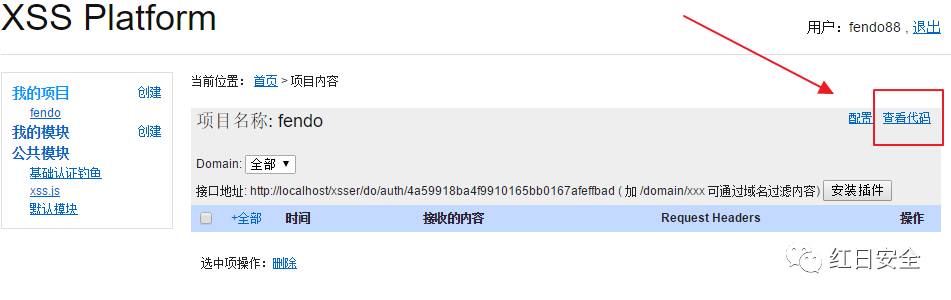 XSS Platform
用户：fendo88 , 退出
我的项目 创建
fendo
我的模块 创建
公共模块
基础认证钓鱼
xss.js
默认模块
当前位置： 首页 > 项目内容
项目名称: fendo 配置 查看代码
Domain: 全部
接口地址: http://localhost/xsser/do/auth/4a59918ba4f9910165bb0167afeffbad ( 加 /domain/xxx 可通过域名过滤内容) 安装插件
+全部 时间 接收的内容 Request Headers 操作
选中项操作: 删除
红日安全